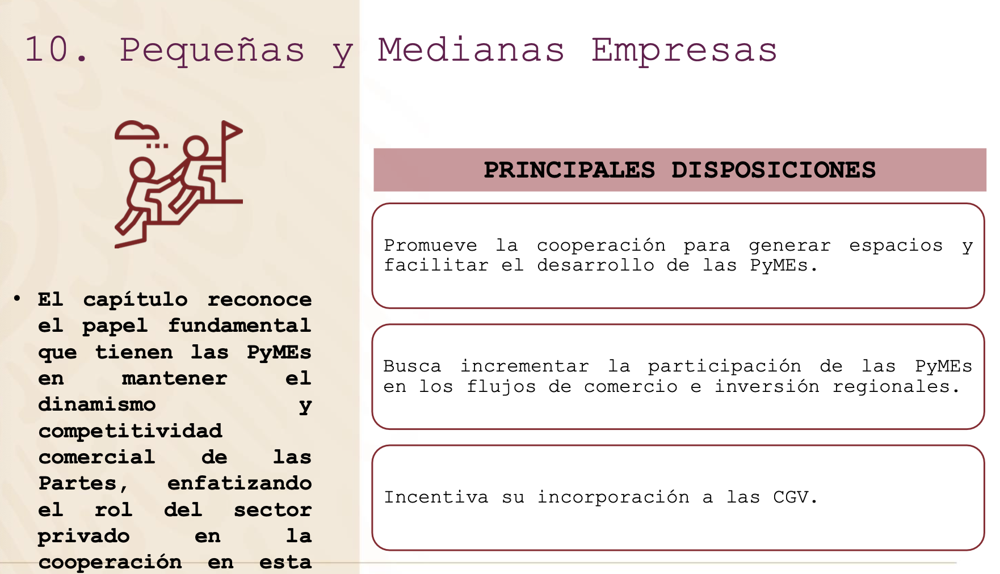 10. Pequeñas y Medianas Empresas
• El capítulo reconoce
el papel fundamental
que tienen las PyMEs
en mantener el
dinamismo y
competitividad
comercial de las
Partes, enfatizando
el rol del sector
privado en la
cooperación en esta
PRINCIPALES DISPOSICIONES
Promueve la cooperación para generar espacios y
facilitar el desarrollo de las PyMEs.
Busca incrementar la participación de las PyMEs
en los flujos de comercio e inversión regionales.
Incentiva su incorporación a las CGV.